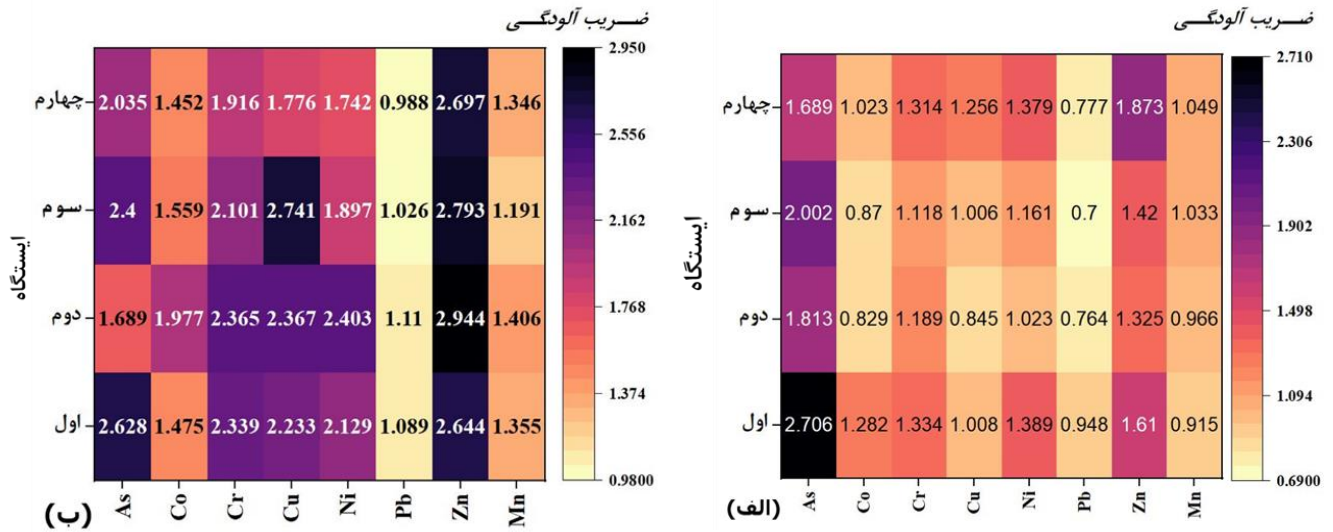 ضریب آلودگی
2.950
2.556
2.162
1.768
1.374
0.9800
ایستگاه
چهارم 2.035 1.452 1.916 1.776 1.742 0.988 2.697 1.346
سوم 2.4 1.559 2.101 2.741 1.897 1.026 2.793 1.191
دوم 1.689 1.977 2.365 2.367 2.403 1.11 2.944 1.406
اول 2.628 1.475 2.339 2.233 2.129 1.089 2.644 1.355
As Co Cr Cu Ni Pb Zn Mn
(ب)
ضریب آلودگی
2.710
2.306
1.902
1.498
1.094
0.6900
ایستگاه
چهارم 1.689 1.023 1.314 1.256 1.379 0.777 1.873 1.049
سوم 2.002 0.87 1.118 1.006 1.161 0.7 1.42 1.033
دوم 1.813 0.829 1.189 0.845 1.023 0.764 1.325 0.966
اول 2.706 1.282 1.334 1.008 1.389 0.948 1.61 0.915
As Co Cr Cu Ni Pb Zn Mn
(الف)